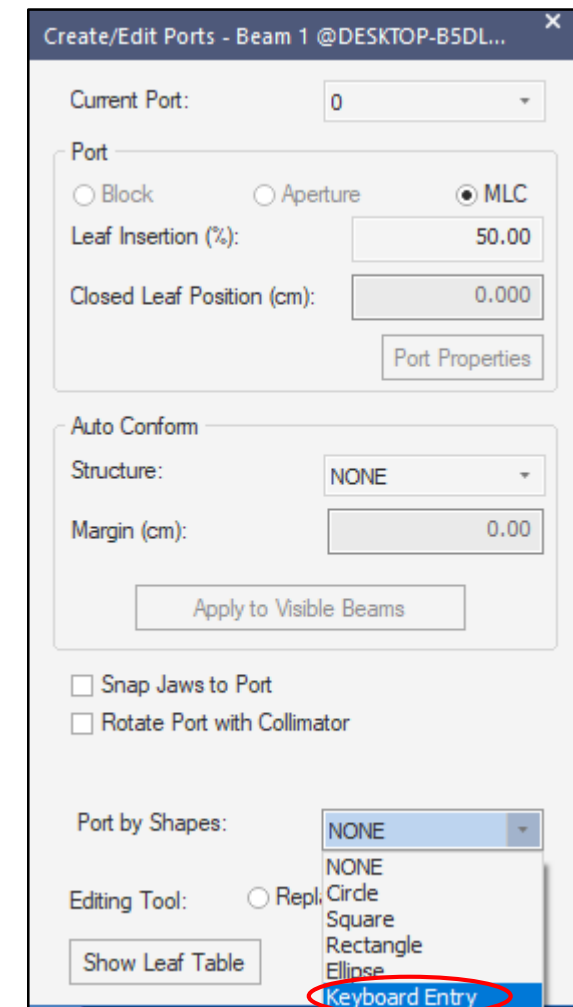 Create/Edit Ports - Beam 1 @DESKTOP-B5DL...
Current Port: 0
Port
Block Aperture MLC
Leaf Insertion (%): 50.00
Closed Leaf Position (cm): 0.000
Port Properties
Auto Conform
Structure: NONE
Margin (cm): 0.00
Apply to Visible Beams
Snap Jaws to Port
Rotate Port with Collimator
Port by Shapes: NONE
NONE
Editing Tool: Circle
Square
Rectangle
Show Leaf Table Ellipse
Keyboard Entry